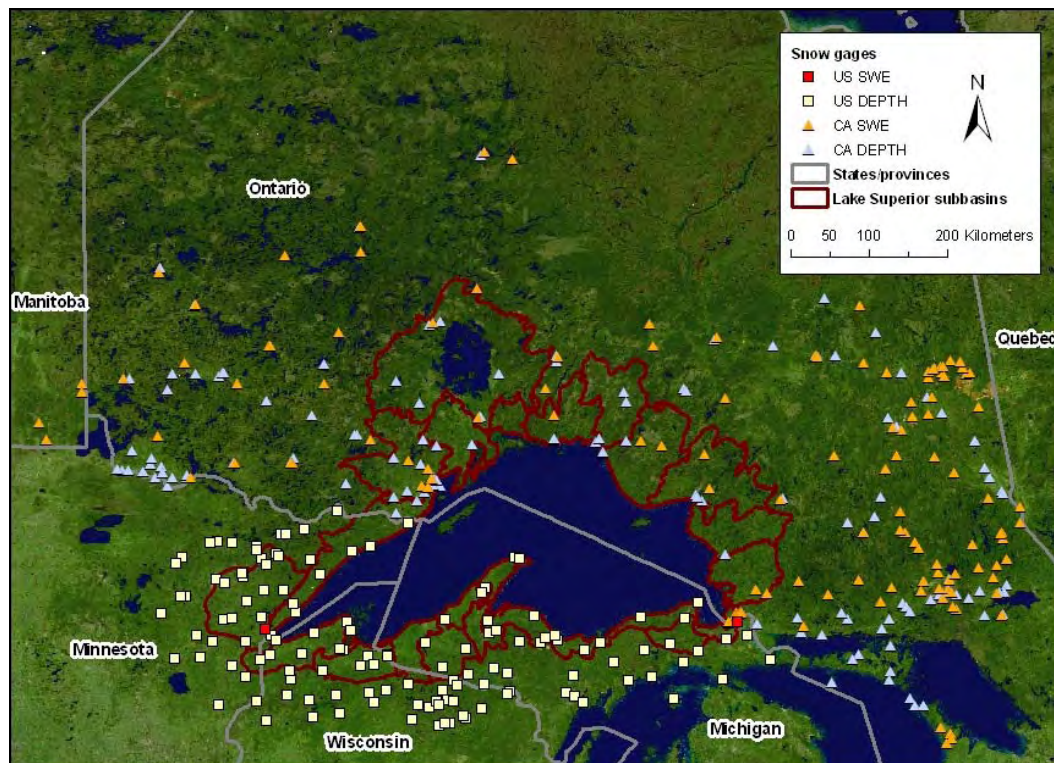 Snow gages
US SWE
US DEPTH
CA SWE
CA DEPTH
States/provinces
Lake Superior subbasins
0 50 100 200 Kilometers
N
Ontario
Manitoba
Quebec
Minnesota
Wisconsin
Michigan